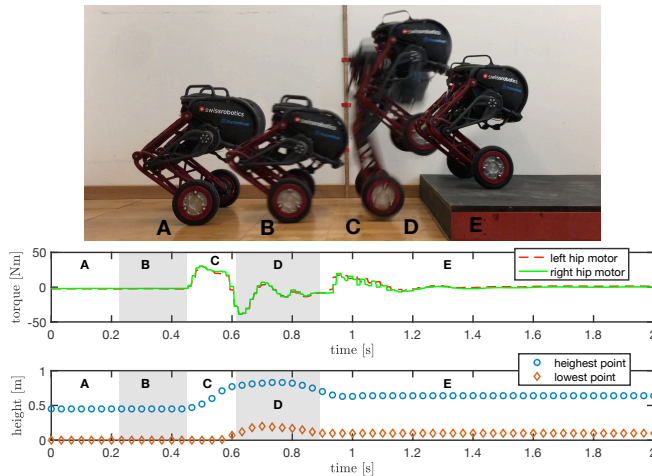 swissrobotics
swissrobotics
swissrobotics
swissrobotics
A B C D E
50
0
-50
torque [Nm]
A B C D E
left hip motor
right hip motor
0 0.2 0.4 0.6 0.8 1 1.2 1.4 1.6 1.8 2
time [s]
1
0.5
0
height [m]
A B C D E
heighest point
lowest point
0 0.2 0.4 0.6 0.8 1 1.2 1.4 1.6 1.8 2
time [s]